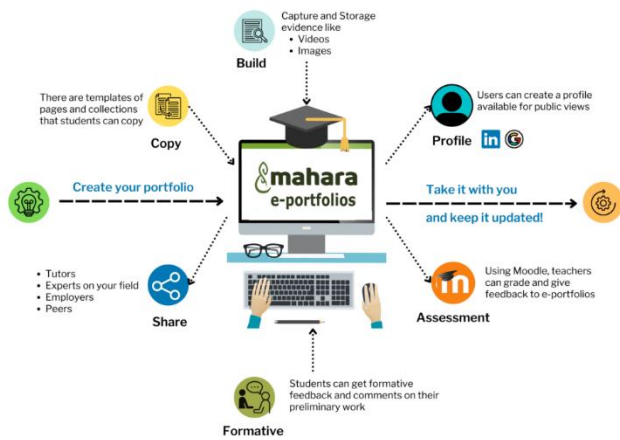 Capture and Storage
evidence like
• Videos
• Images
Build
There are templates of
pages and collections
that students can copy
Copy
Users can create a profile
available for public views
Profile
in
G
mahara
e-portfolios
Create your portfolio
Take it with you
and keep it updated!
• Tutors
• Experts on your field
• Employers
• Peers
Share
m
Using Moodle, teachers
can grade and give
feedback to e-portfolios
Assessment
Students can get formative
feedback and comments on their
preliminary work
Formative